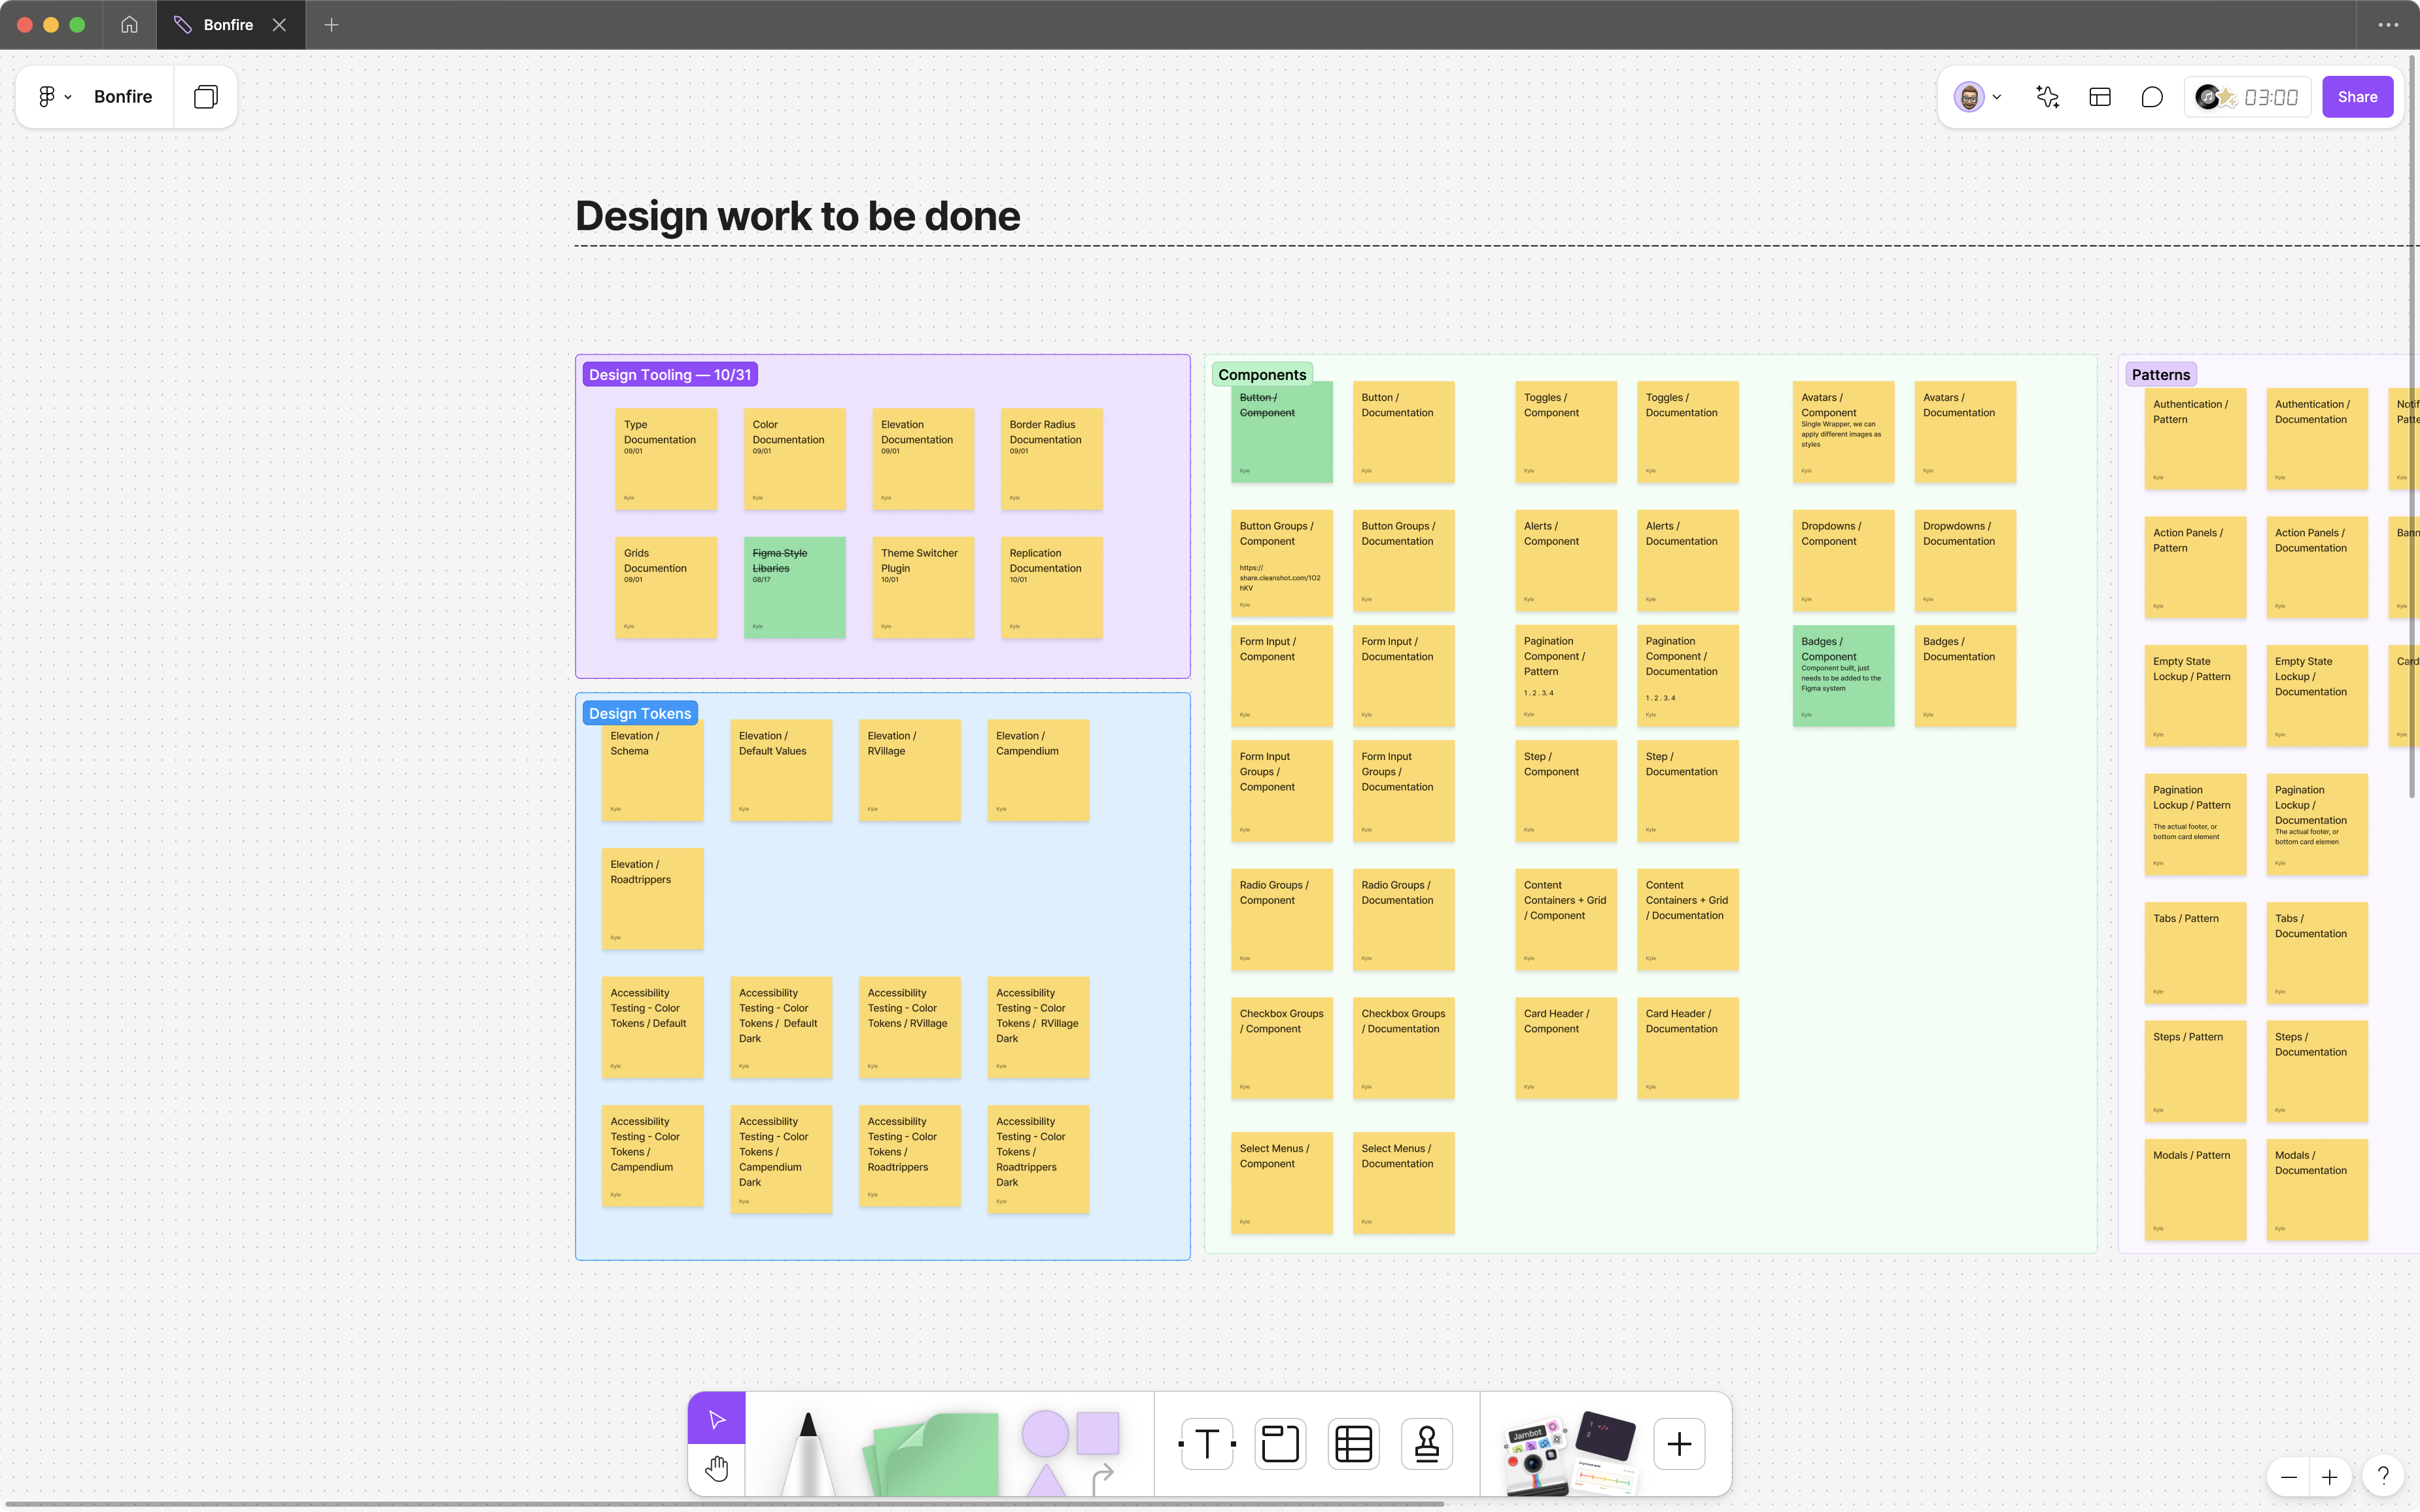 Bonfire
Bonfire
03:00
Share
Design work to be done
Design Tooling — 10/31
Type
Documentation
09/01
Kyle
Color
Documentation
09/01
Kyle
Elevation
Documentation
09/01
Kyle
Border Radius
Documentation
09/01
Kyle
Grids
Documention
09/01
Kyle
Figma Style
Libaries
08/17
Kyle
Theme Switcher
Plugin
10/01
Kyle
Replication
Documentation
10/01
Kyle
Design Tokens
Elevation /
Schema
Kyle
Elevation /
Default Values
Kyle
Elevation /
RVillage
Kyle
Elevation /
Campendium
Kyle
Elevation /
Roadtrippers
Kyle
Accessibility
Testing - Color
Tokens / Default
Kyle
Accessibility
Testing - Color
Tokens / Default
Dark
Kyle
Accessibility
Testing - Color
Tokens / RVillage
Kyle
Accessibility
Testing - Color
Tokens / RVillage
Dark
Kyle
Accessibility
Testing - Color
Tokens /
Campendium
Kyle
Accessibility
Testing - Color
Tokens /
Campendium
Dark
Kyle
Accessibility
Testing - Color
Tokens /
Roadtrippers
Kyle
Accessibility
Testing - Color
Tokens /
Roadtrippers
Dark
Kyle
Components
Button /
Component
Kyle
Button /
Documentation
Kyle
Toggles /
Component
Kyle
Toggles /
Documentation
Kyle
Avatars /
Component
Single Wrapper, we can
apply different images as
styles
Kyle
Avatars /
Documentation
Kyle
Button Groups /
Component
https://
share.cleanshot.com/1O2
hKV
Kyle
Button Groups /
Documentation
Kyle
Alerts /
Component
Kyle
Alerts /
Documentation
Kyle
Dropdowns /
Component
Kyle
Dropwdowns /
Documentation
Kyle
Form Input /
Component
Kyle
Form Input /
Documentation
Kyle
Pagination
Component /
Pattern
1 . 2 . 3. 4
Kyle
Pagination
Component /
Documentation
1 . 2 . 3. 4
Kyle
Badges /
Component
Component built, just
needs to be added to the
Figma system
Kyle
Badges /
Documentation
Kyle
Form Input
Groups /
Component
Kyle
Form Input
Groups /
Documentation
Kyle
Step /
Component
Kyle
Step /
Documentation
Kyle
Radio Groups /
Component
Kyle
Radio Groups /
Documentation
Kyle
Content
Containers + Grid
/ Component
Kyle
Content
Containers + Grid
/ Documentation
Kyle
Checkbox Groups
/ Component
Kyle
Checkbox Groups
/ Documentation
Kyle
Card Header /
Component
Kyle
Card Header /
Documentation
Kyle
Select Menus /
Component
Kyle
Select Menus /
Documentation
Kyle
Patterns
Authentication /
Pattern
Kyle
Authentication /
Documentation
Kyle
Notif
Patte
Kyle
Action Panels /
Pattern
Kyle
Action Panels /
Documentation
Kyle
Bann
Kyle
Empty State
Lockup / Pattern
Kyle
Empty State
Lockup /
Documentation
Kyle
Card
Kyle
Pagination
Lockup / Pattern
The actual footer, or
bottom card element
Kyle
Pagination
Lockup /
Documentation
The actual footer, or
bottom card elemen
Kyle
Tabs / Pattern
Kyle
Tabs /
Documentation
Kyle
Steps / Pattern
Kyle
Steps /
Documentation
Kyle
Modals / Pattern
Kyle
Modals /
Documentation
Kyle
Jambot
1 </>
2